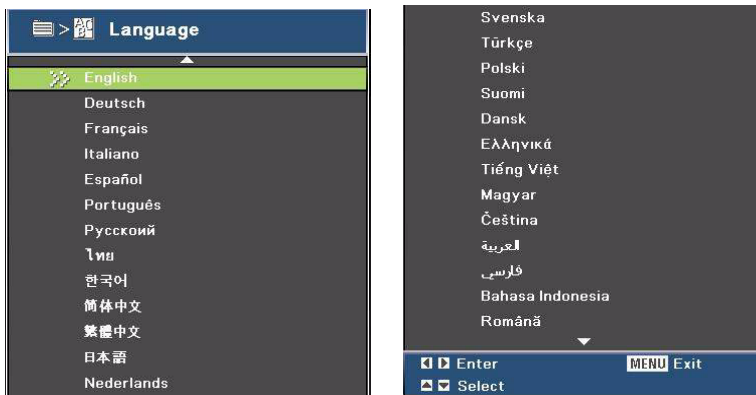 > Language
English
Deutsch
Français
Italiano
Español
Português
Русскоий
ไทย
한국어
简体中文
繁體中文
日本語
Nederlands
Svenska
Türkçe
Polski
Suomi
Dansk
Ελληνικά
Tiếng Việt
Magyar
Čeština
العربية
فارسي
Bahasa Indonesia
Română
Enter MENU Exit
Select